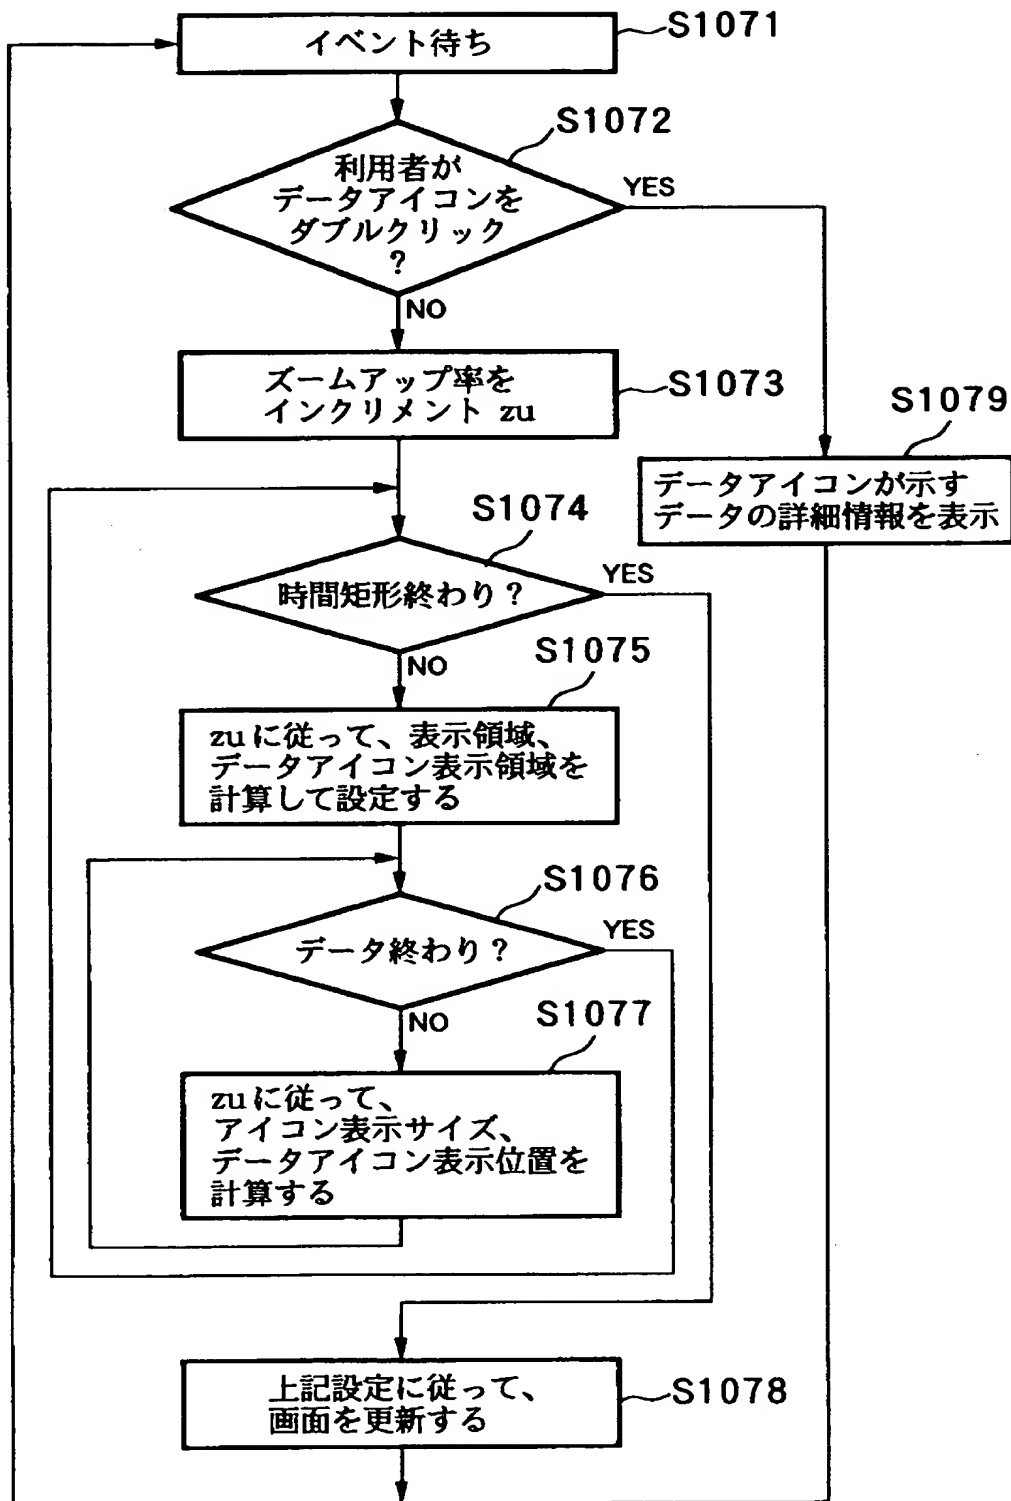 イベント待ち
S1071
S1072
利用者が
データアイコンを
ダブルクリック
?
YES
NO
ズームアップ率を
インクリメント zu
S1073
S1079
データアイコンが示す
データの詳細情報を表示
S1074
時間矩形終わり?
YES
NO
S1075
zuに従って、表示領域、
データアイコン表示領域を
計算して設定する
S1076
データ終わり?
YES
NO
S1077
zuに従って、
アイコン表示サイズ、
データアイコン表示位置を
計算する
上記設定に従って、
画面を更新する
S1078